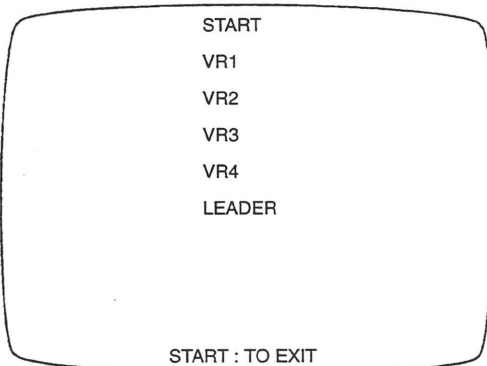 START
VR1
VR2
VR3
VR4
LEADER
START : TO EXIT